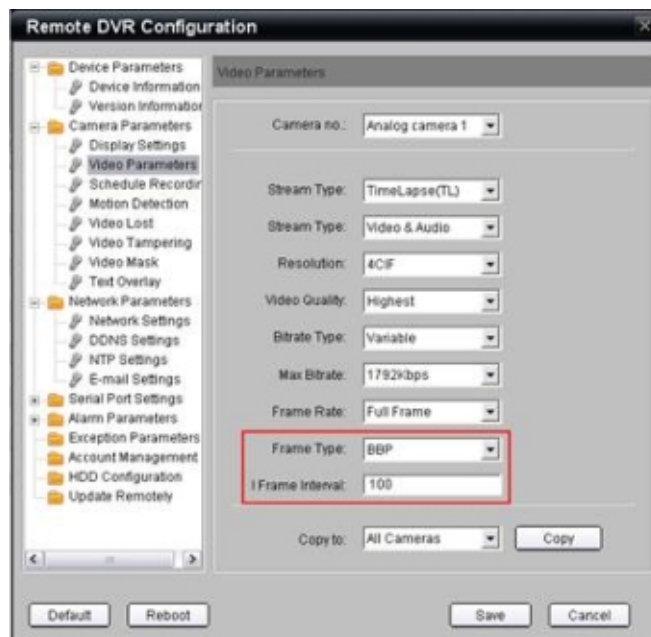 Remote DVR Configuration
Device Parameters
Device Information
Version Information
Camera Parameters
Display Settings
Video Parameters
Schedule Recordin
Motion Detection
Video Lost
Video Tampering
Video Mask
Text Overlay
Network Parameters
Network Settings
DDNS Settings
NTP Settings
E-mail Settings
Serial Port Settings
Alarm Parameters
Exception Parameters
Account Management
HDD Configuration
Update Remotely
Video Parameters
Camera no.: Analog camera 1
Stream Type: TimeLapse(TL)
Stream Type: Video & Audio
Resolution: 4CIF
Video Quality: Highest
Bitrate Type: Variable
Max Bitrate: 1792Kbps
Frame Rate: Full Frame
Frame Type: BBP
I Frame Interval: 100
Copy to: All Cameras Copy
Default Reboot Save Cancel